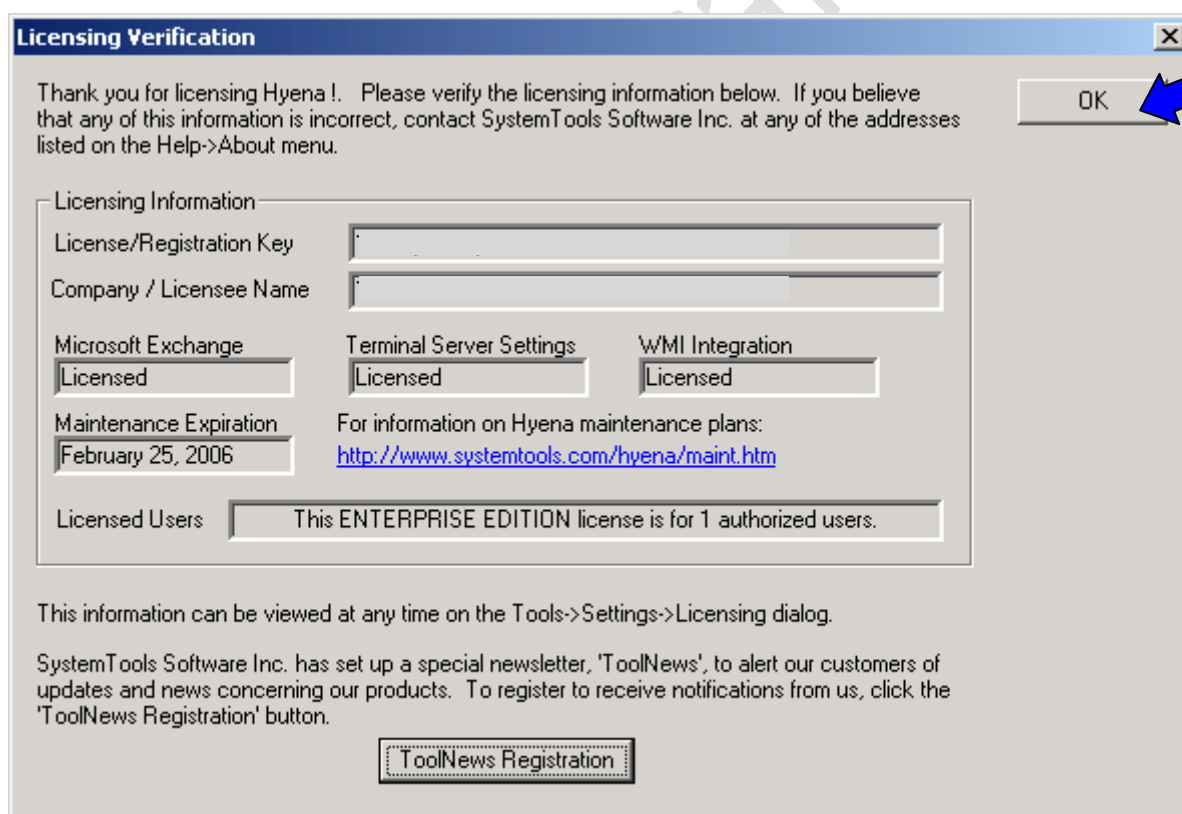 Licensing Verification
Thank you for licensing Hyena !.   Please verify the licensing information below.  If you believe
that any of this information is incorrect, contact SystemTools Software Inc. at any of the addresses
listed on the Help->About menu.
OK
Licensing Information
License/Registration Key
Company / Licensee Name
Microsoft Exchange
Terminal Server Settings
WMI Integration
Licensed
Licensed
Licensed
Maintenance Expiration
For information on Hyena maintenance plans:
February 25, 2006
http://www.systemtools.com/hyena/maint.htm
Licensed Users
This ENTERPRISE EDITION license is for 1 authorized users.
This information can be viewed at any time on the Tools->Settings->Licensing dialog.
SystemTools Software Inc. has set up a special newsletter, 'ToolNews', to alert our customers of
updates and news concerning our products.  To register to receive notifications from us, click the
'ToolNews Registration' button.
ToolNews Registration